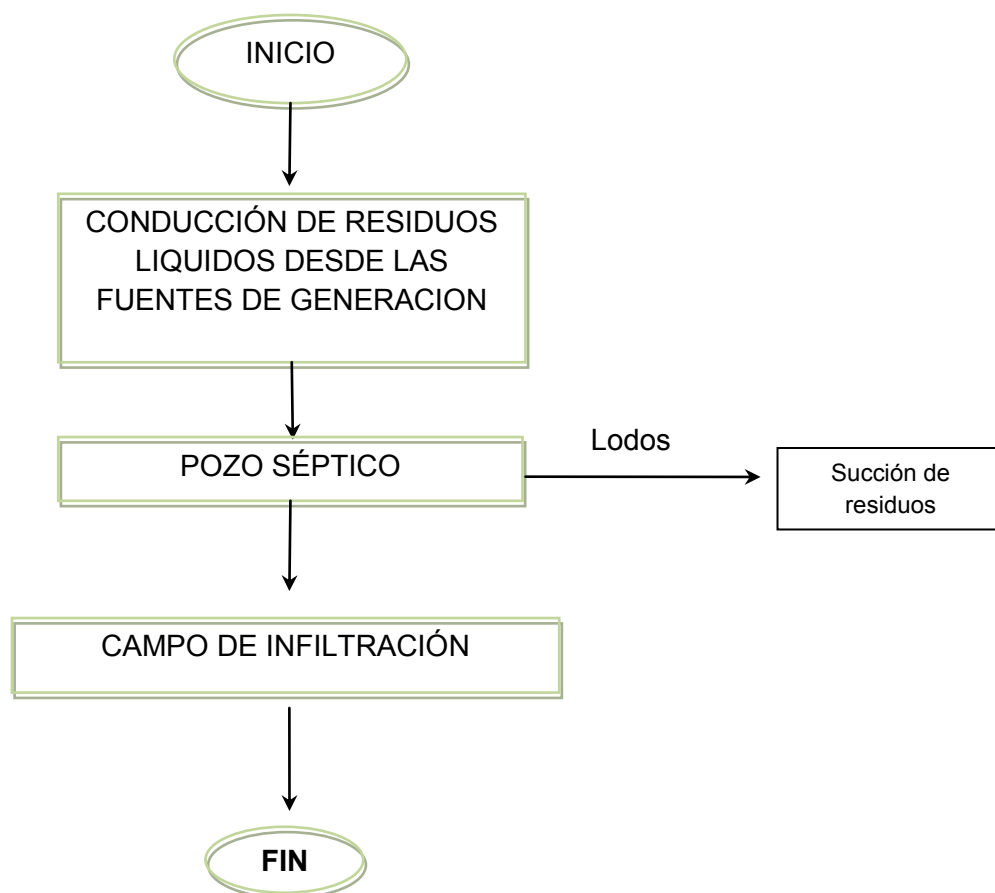 INICIO
CONDUCCIÓN DE RESIDUOS
LIQUIDOS DESDE LAS
FUENTES DE GENERACION
POZO SÉPTICO
Lodos
Succión de
residuos
CAMPO DE INFILTRACIÓN
FIN